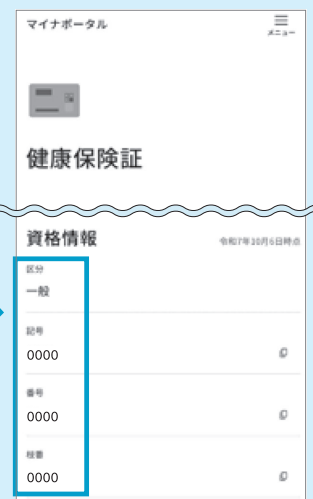 マイナポータル
メニュー
健康保険証
資格情報
令和7年10月6日時点
区分
一般
記号
0000
番号
0000
枝番
0000